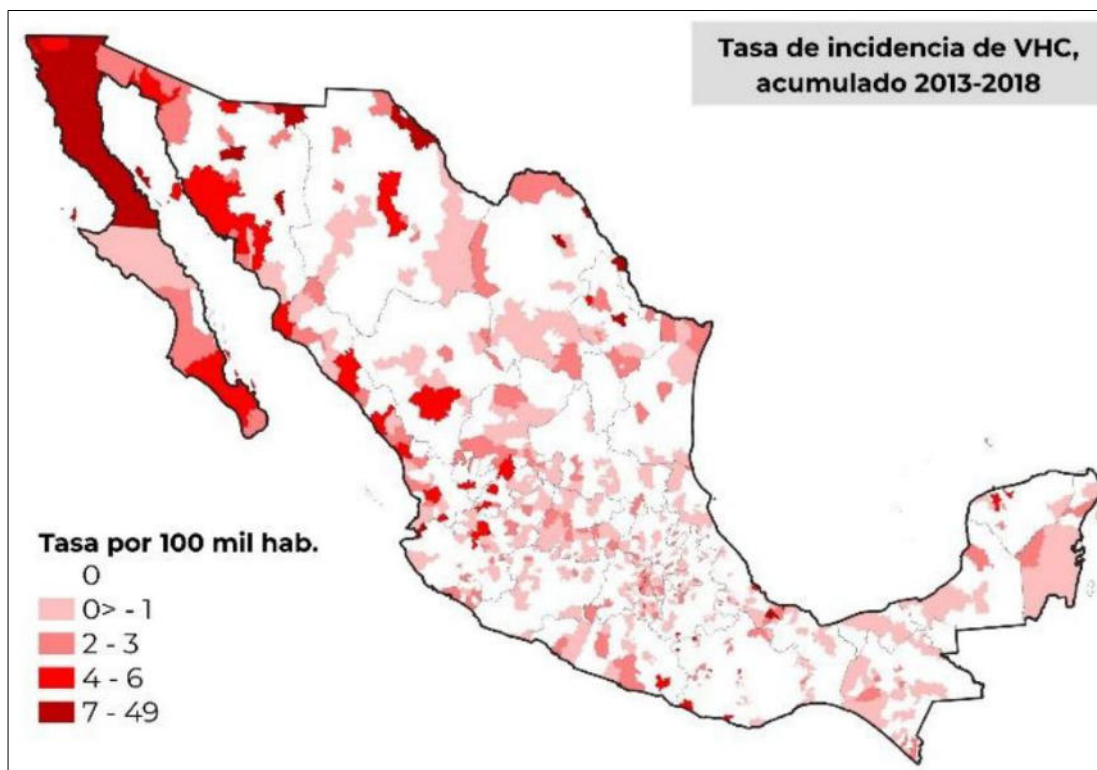 Tasa de incidencia de VHC,
acumulado 2013-2018
Tasa por 100 mil hab.
0
0> - 1
2 - 3
4 - 6
7 - 49